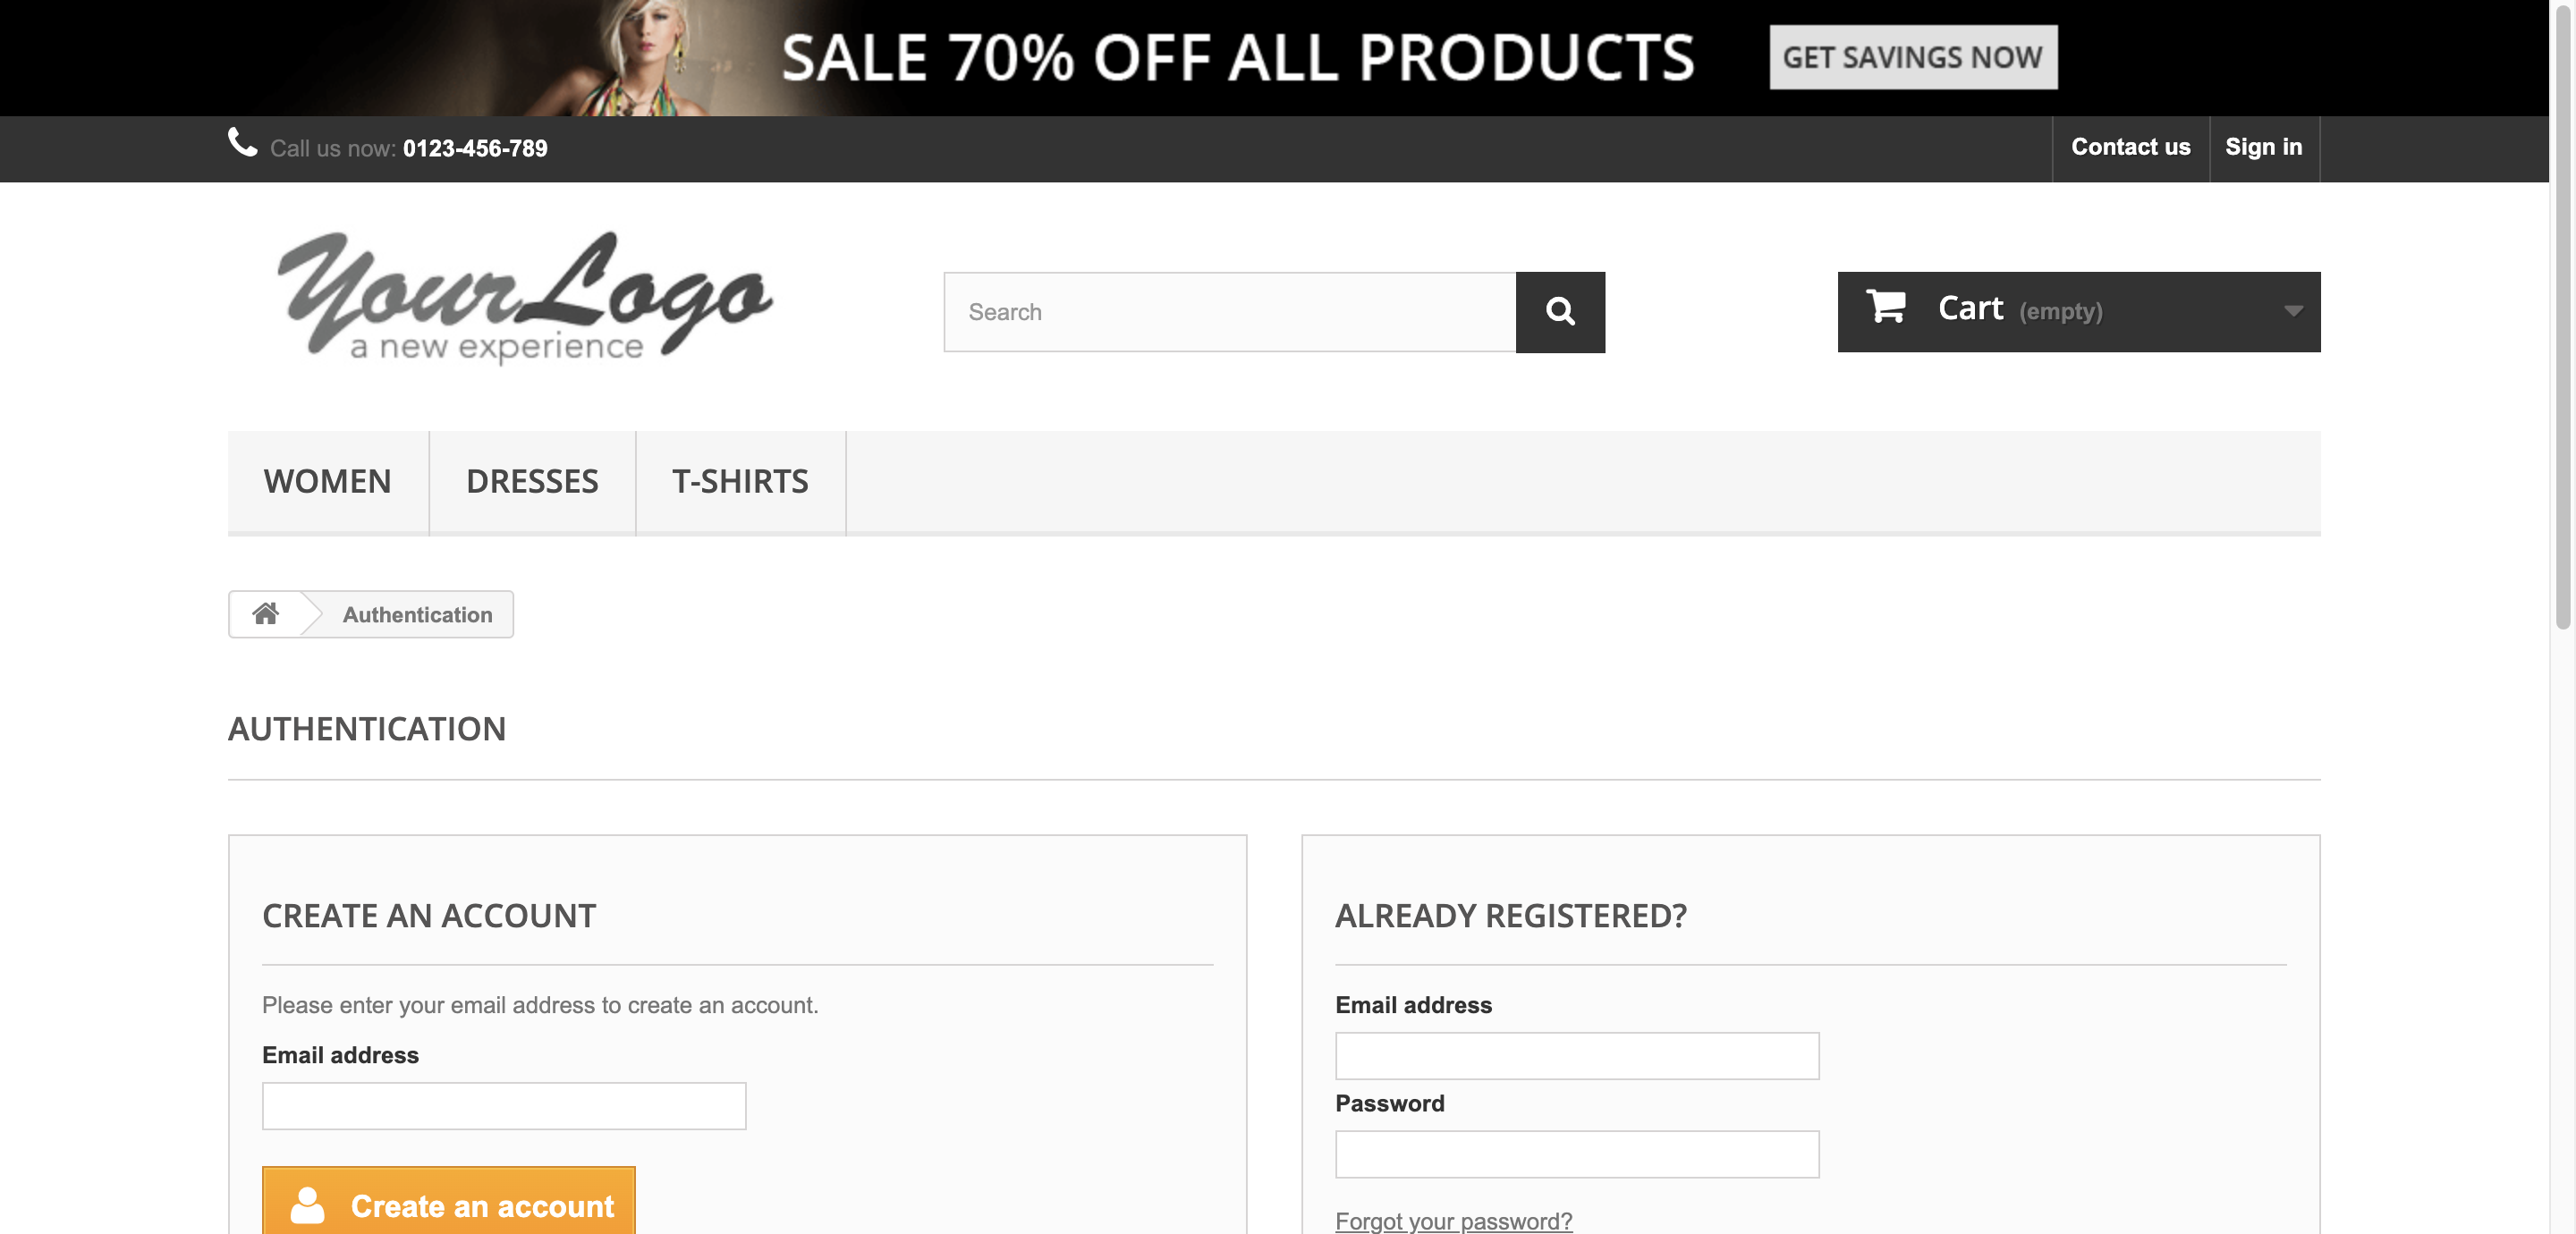 SALE 70% OFF ALL PRODUCTS GET SAVINGS NOW
Call us now: 0123-456-789 Contact us Sign in
Your Logo
a new experience
Search
Cart (empty)
WOMEN DRESSES T-SHIRTS
Authentication
AUTHENTICATION
CREATE AN ACCOUNT
Please enter your email address to create an account.
Email address
Create an account
ALREADY REGISTERED?
Email address
Password
Forgot your password?